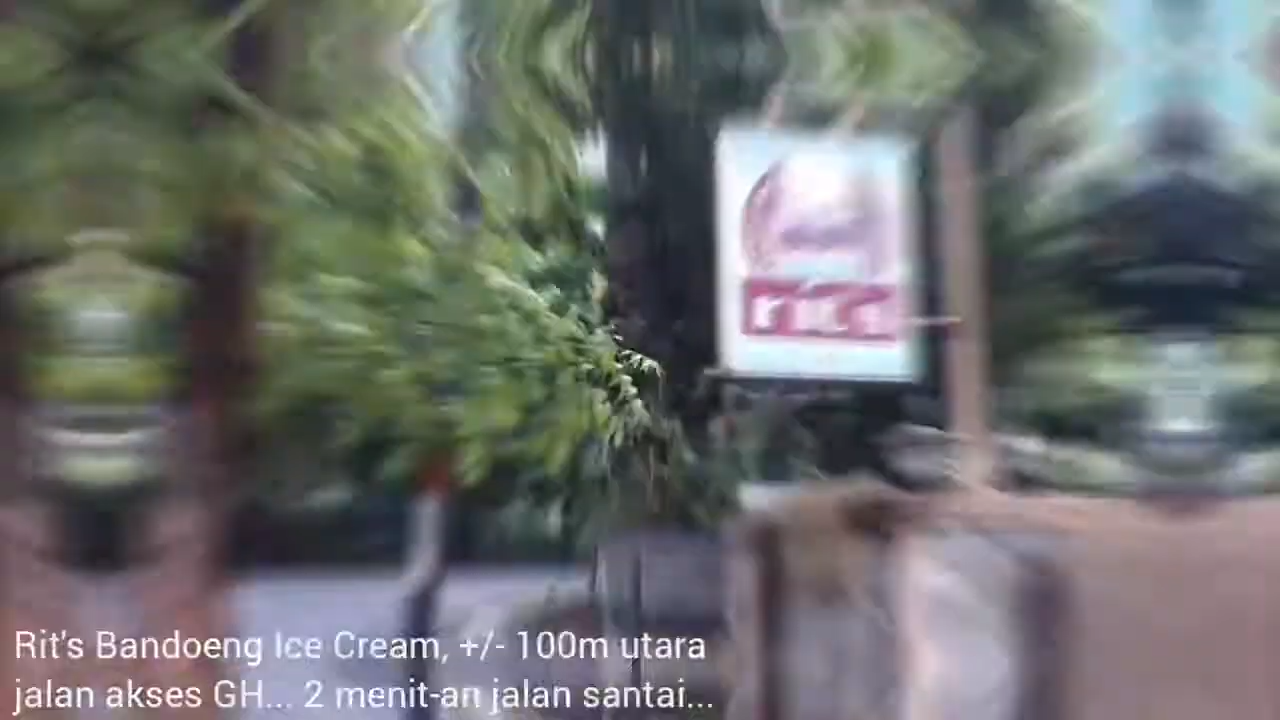 Rit's Bandoeng Ice Cream, +/- 100m utara
jalan akses GH... 2 menit-an jalan santai...